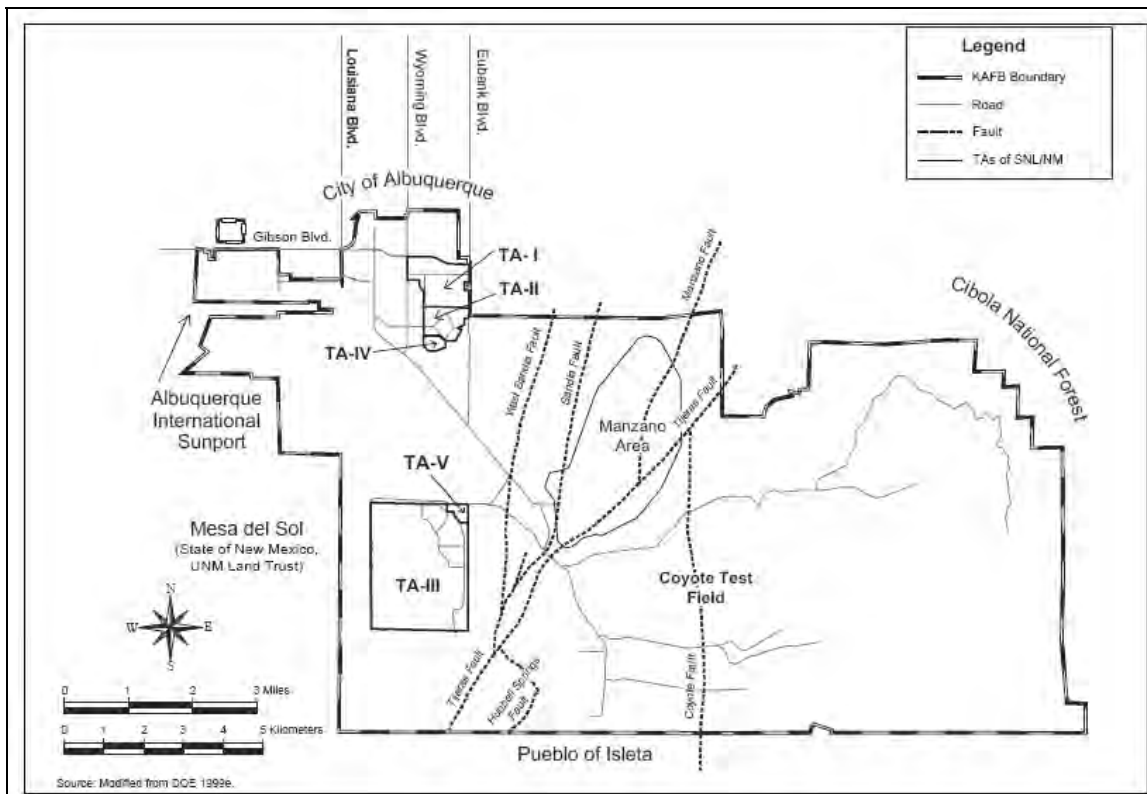 Legend
KAFB Boundary
Road
Fault
TAs of SNL/NM
Louisiana Blvd.
Wyoming Blvd.
Eubank Blvd.
City of Albuquerque
Gibson Blvd.
TA- I
TA-II
TA-IV
Albuquerque
International
Sunport
West Sandia Fault
Sandia Fault
Manzano Fault
Tijeras Fault
Cibola National Forest
Manzano
Area
TA-V
Mesa del Sol
(State of New Mexico,
UNM Land Trust)
TA-III
Coyote Test
Field
N
W
E
S
Tijeras Fault
Hubbell Springs
Fault
Coyote Fault
0 1 2 3 Miles
0 1 2 3 4 5 Kilometers
Pueblo of Isleta
Source: Modified from DOE 1999e.